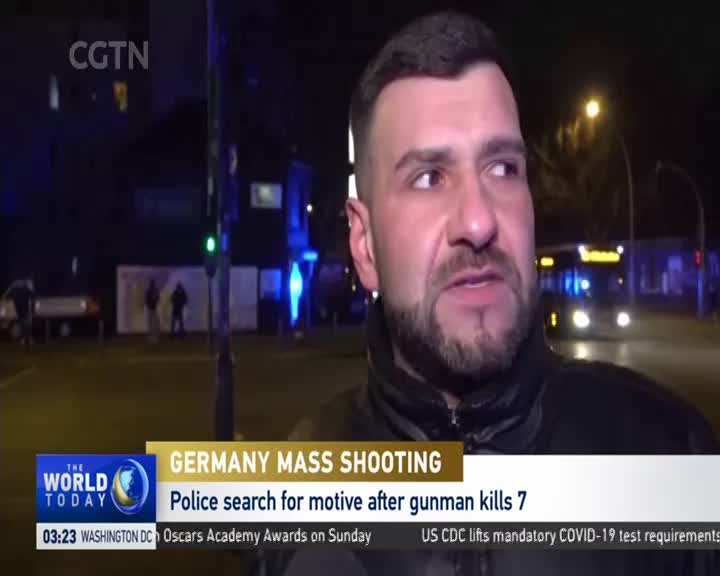 CGTN
GERMANY MASS SHOOTING
THE
WORLD
TODAY
Police search for motive after gunman kills 7
03:23 WASHINGTON DC
Oscars Academy Awards on Sunday US CDC lifts mandatory COVID-19 test requirements